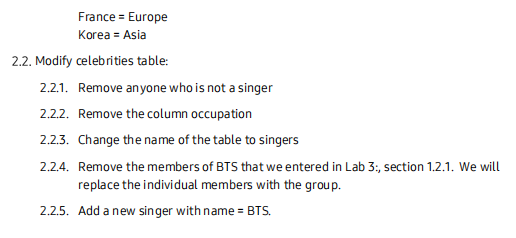 France = Europe
Korea = Asia
2.2. Modify celebrities table:
2.2.1. Remove anyone who is not a singer
2.2.2. Remove the column occupation
2.2.3. Change the name of the table to singers
2.2.4. Remove the members of BTS that we entered in Lab 3:, section 1.2.1. We will
replace the individual members with the group.
2.2.5. Add a new singer with name = BTS.